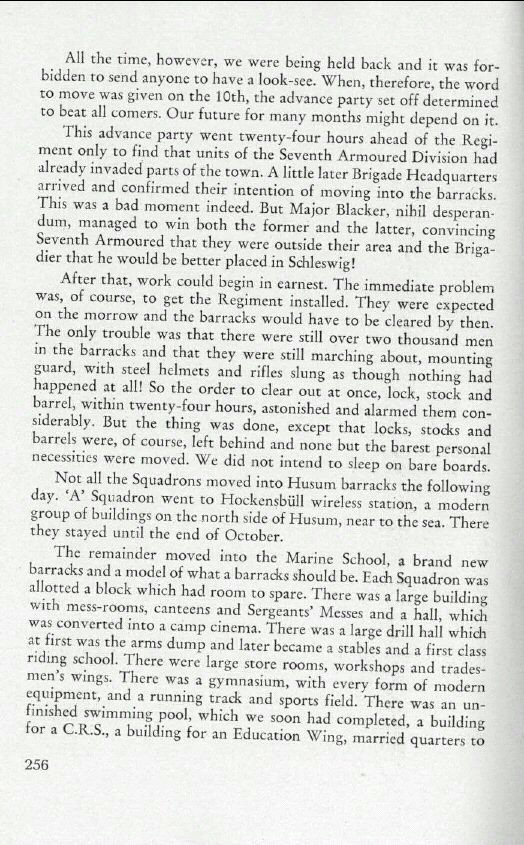 All the time, however, we were being held back and it was for-
bidden to send anyone to have a look-see. When, therefore, the word
to move was given on the 10th, the advance party set off determined
to beat all comers. Our future for many months might depend on it.
This advance party went twenty-four hours ahead of the Regi-
ment only to find that units of the Seventh Armoured Division had
already invaded parts of the town. A little later Brigade Headquarters
arrived and confirmed their intention of moving into the barracks.
This was a bad moment indeed. But Major Blacker, nihil desperan-
dum, managed to win both the former and the latter, convincing
Seventh Armoured that they were outside their area and the Briga-
dier that he would be better placed in Schleswig!
After that, work could begin in earnest. The immediate problem
was, of course, to get the Regiment installed. They were expected
on the morrow and the barracks would have to be cleared by then.
The only trouble was that there were still over two thousand men
in the barracks and that they were still marching about, mounting
guard, with steel helmets and rifles slung as though nothing had
happened at all! So the order to clear out at once, lock, stock and
barrel, within twenty-four hours, astonished and alarmed them con-
siderably. But the thing was done, except that locks, stocks and
barrels were, of course, left behind and none but the barest personal
necessities were moved. We did not intend to sleep on bare boards.
Not all the Squadrons moved into Husum barracks the following
day. 'A' Squadron went to Hockensbüll wireless station, a modern
group of buildings on the north side of Husum, near to the sea. There
they stayed until the end of October.
The remainder moved into the Marine School, a brand new
barracks and a model of what a barracks should be. Each Squadron was
allotted a block which had room to spare. There was a large building
with mess-rooms, canteens and Sergeants' Messes and a hall, which
was converted into a camp cinema. There was a large drill hall which
at first was the arms dump and later became a stables and a first class
riding school. There were large store rooms, workshops and trades-
men's wings. There was a gymnasium, with every form of modern
equipment, and a running track and sports field. There was an un-
finished swimming pool, which we soon had completed, a building
for a C.R.S., a building for an Education Wing, married quarters to
256